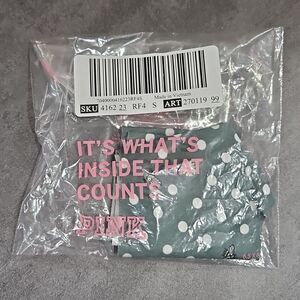 Made in Vietnam
SKU 4162 23 RF4 S ART 270119 99
IT'S WHAT'S
INSIDE THAT
COUNTS
PINK